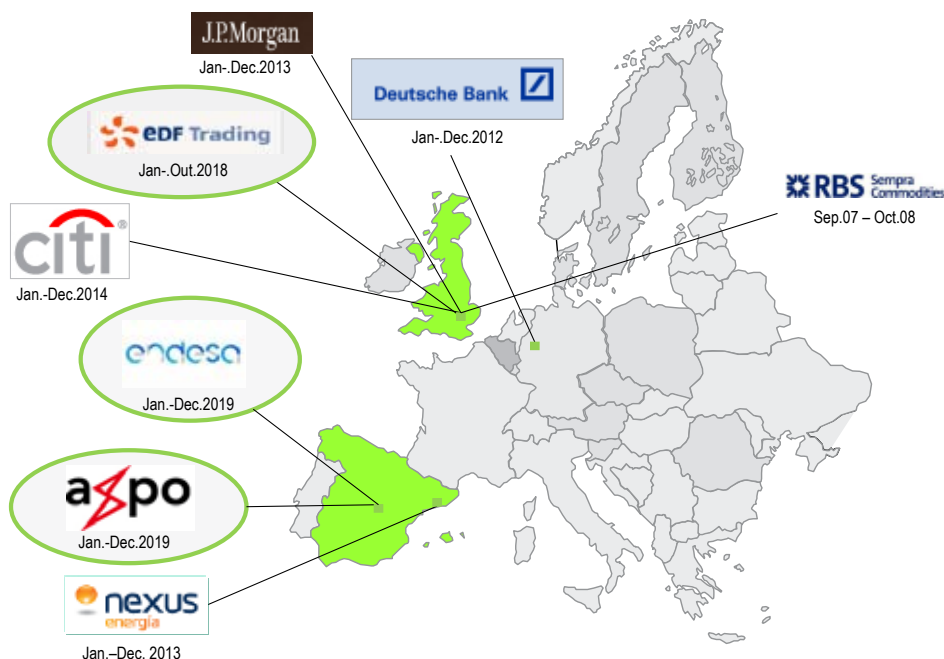 J.P.Morgan
Jan-.Dec.2013
Deutsche Bank
Jan-.Dec.2012
eDF Trading
Jan-.Out.2018
RBS Sempra
Commodities
Sep.07 – Oct.08
citi®
Jan.-Dec.2014
endesa
Jan.-Dec.2019
axpo
Jan.-Dec.2019
nexus
energía
Jan.–Dec. 2013